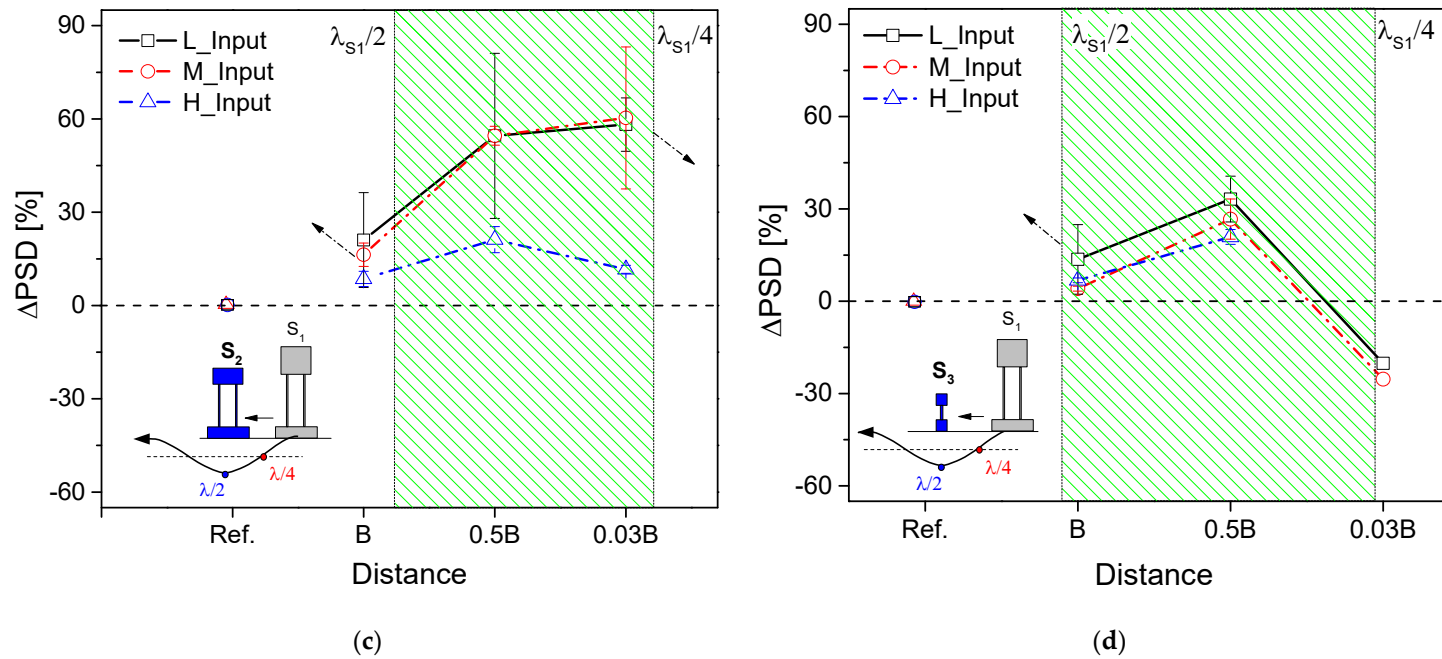 90
60
30
0
-30
-60
ΔPSD [%]
L_Input
M_Input
H_Input
λS1/2
λS1/4
S2
S1
λ/4
λ/2
Ref.
B
0.5B
0.03B
Distance
(c)
90
60
30
0
-30
-60
ΔPSD [%]
L_Input
M_Input
H_Input
λS1/2
λS1/4
S3
S1
λ/4
λ/2
Ref.
B
0.5B
0.03B
Distance
(d)